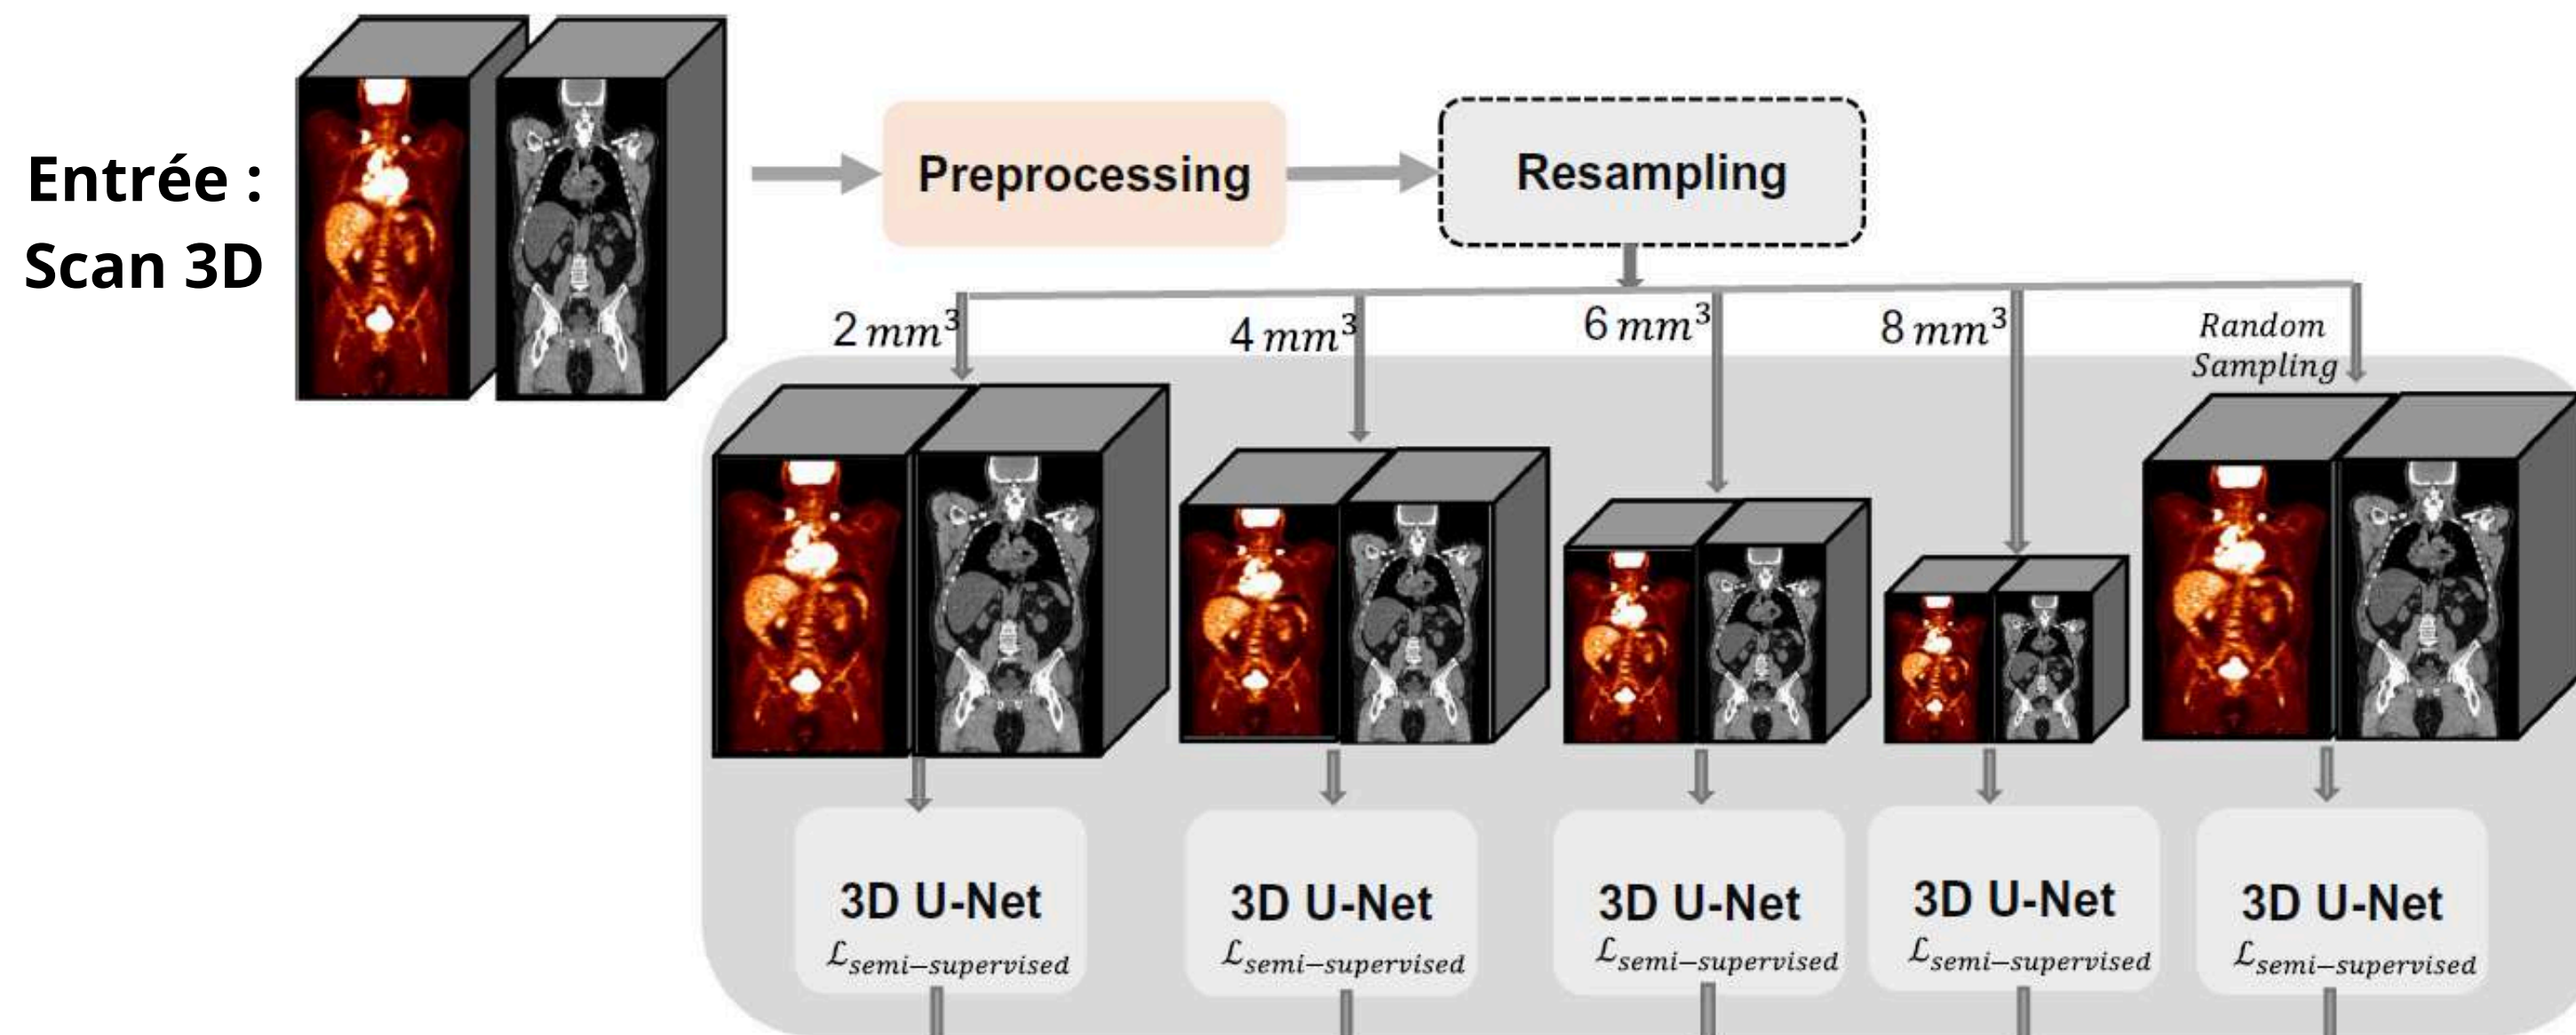 Entrée :
Scan 3D
Preprocessing
Resampling
2 mm³
4 mm³
6 mm³
8 mm³
Random
Sampling
3D U-Net
ℒsemi−supervised
3D U-Net
ℒsemi−supervised
3D U-Net
ℒsemi−supervised
3D U-Net
ℒsemi−supervised
3D U-Net
ℒsemi−supervised